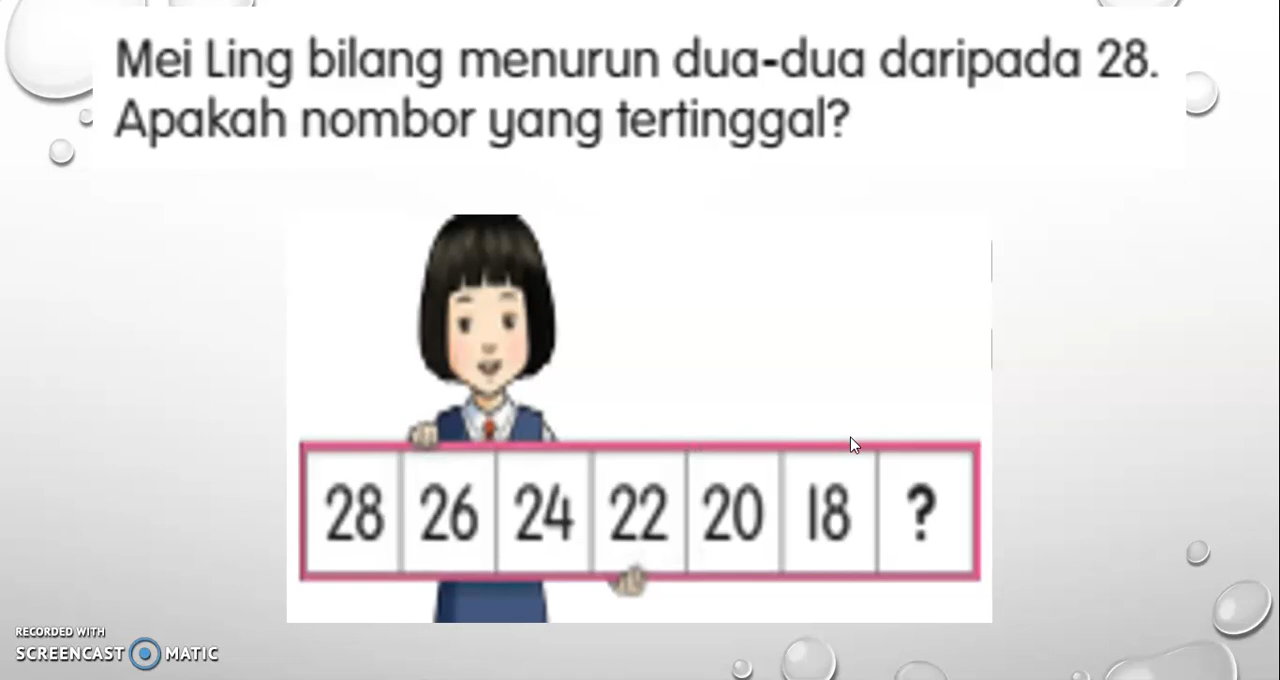 Mei Ling bilang menurun dua-dua daripada 28.
Apakah nombor yang tertinggal?
28 26 24 22 20 18 ?
RECORDED WITH
SCREENCAST MATIC